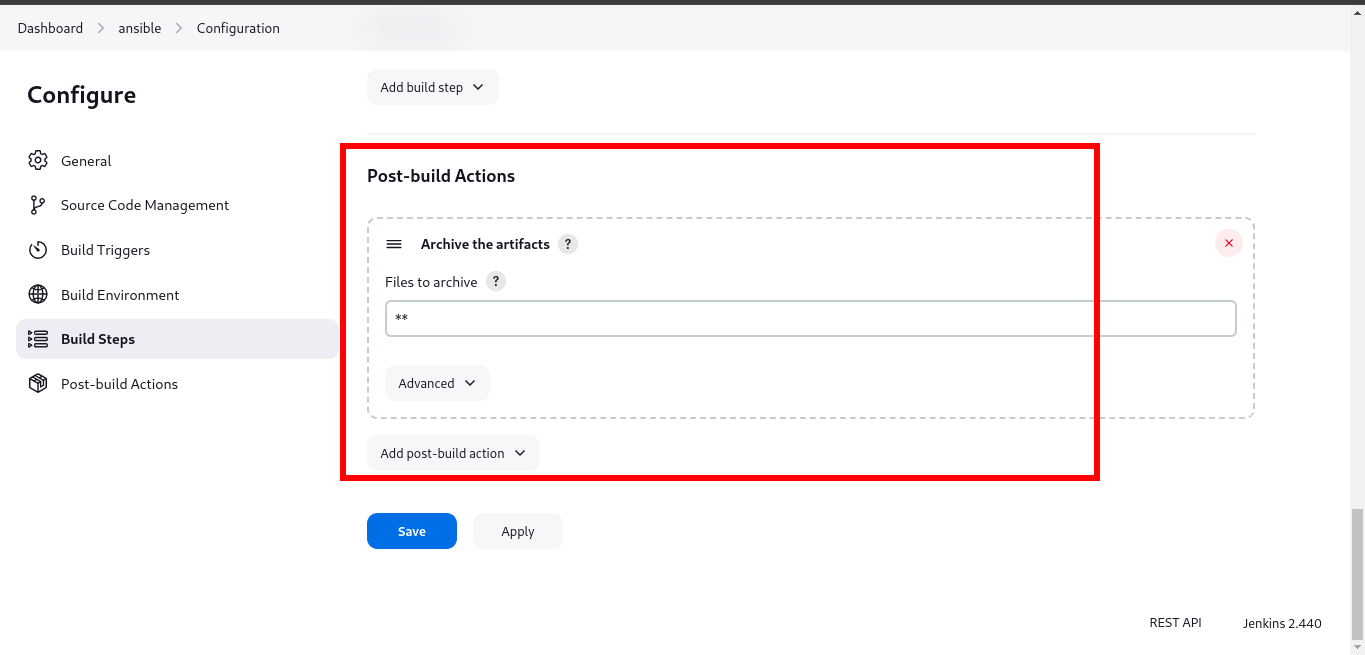 Dashboard > ansible > Configuration
Configure
General
Source Code Management
Build Triggers
Build Environment
Build Steps
Post-build Actions
Add build step
Post-build Actions
Archive the artifacts ?
Files to archive ?
**
Advanced
Add post-build action
Save Apply
REST API Jenkins 2.440